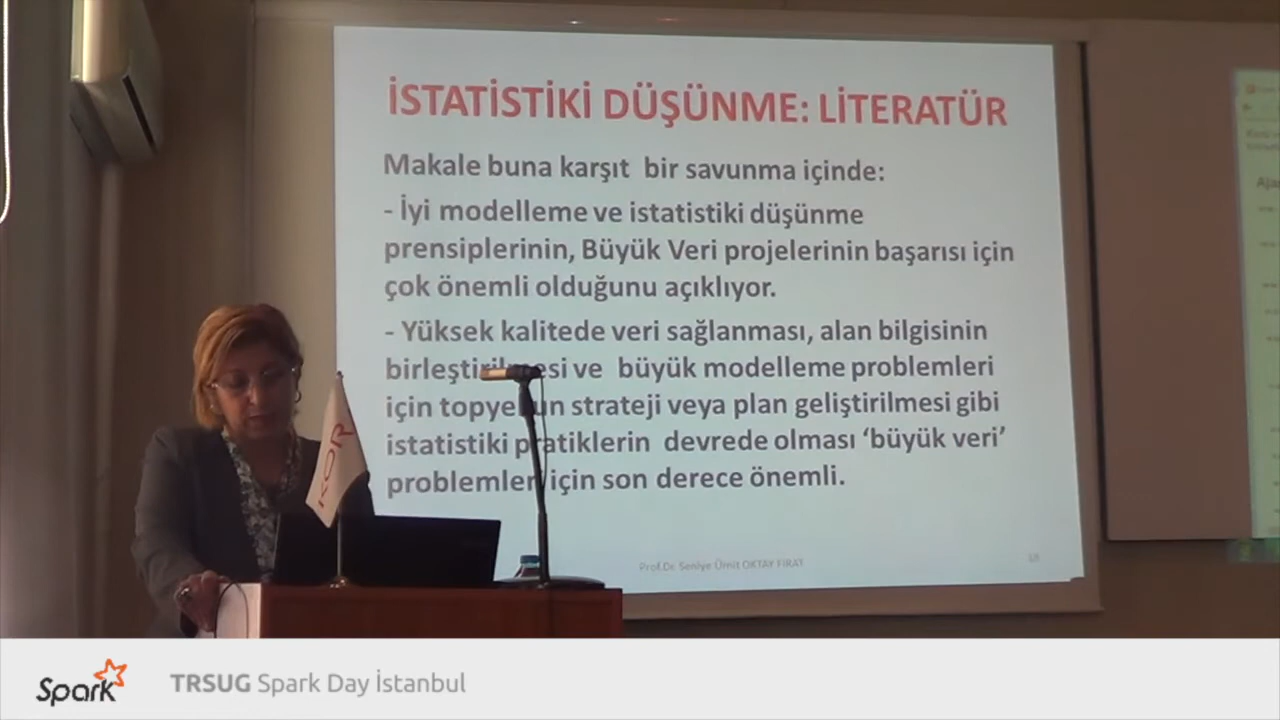 İSTATİSTİKİ DÜŞÜNME: LİTERATÜR
Makale buna karşıt bir savunma içinde:
- İyi modelleme ve istatistiki düşünme
prensiplerinin, Büyük Veri projelerinin başarısı için
çok önemli olduğunu açıklıyor.
- Yüksek kalitede veri sağlanması, alan bilgisinin
birleştirilmesi ve büyük modelleme problemleri
için topyekun strateji veya plan geliştirilmesi gibi
istatistiki pratiklerin devrede olması ‘büyük veri’
problemleri için son derece önemli.
Prof.Dr. Seniye Ümit OKTAY FIRAT
KOR
Spark
TRSUG Spark Day İstanbul